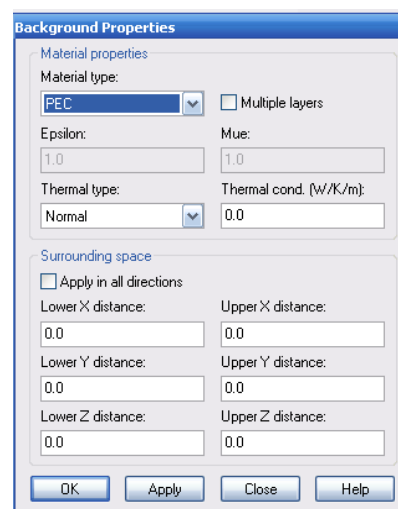 Background Properties
Material properties
Material type:
PEC
Multiple layers
Epsilon:
Mue:
1.0
1.0
Thermal type:
Thermal cond. (W/K/m):
Normal
0.0
Surrounding space
Apply in all directions
Lower X distance:
Upper X distance:
0.0
0.0
Lower Y distance:
Upper Y distance:
0.0
0.0
Lower Z distance:
Upper Z distance:
0.0
0.0
OK
Apply
Close
Help